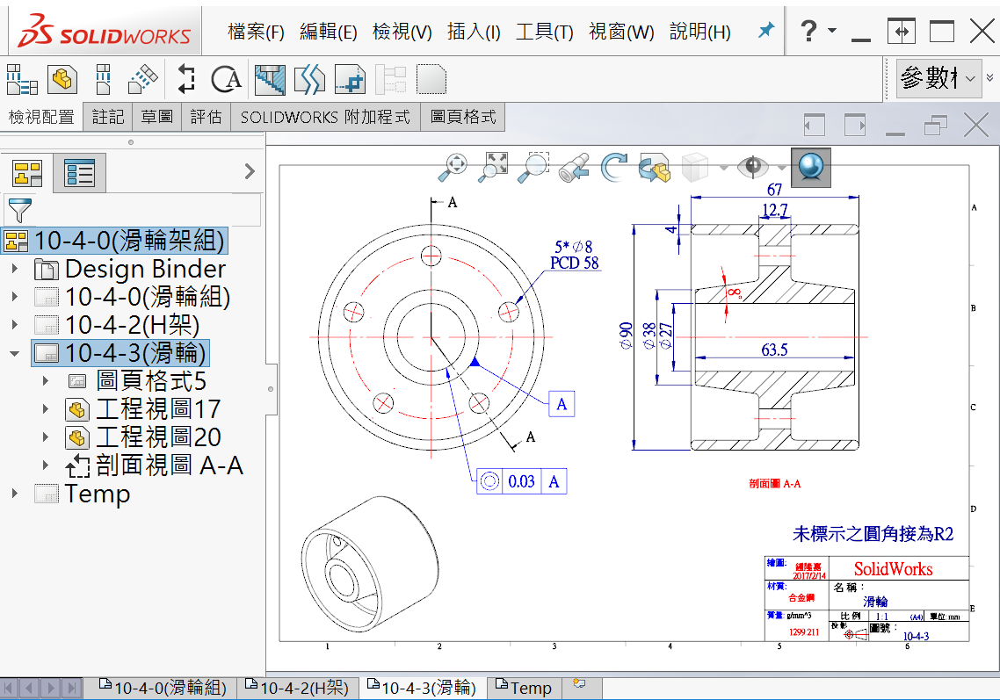 SOLIDWORKS 檔案(F) 編輯(E) 檢視(V) 插入(I) 工具(T) 視窗(W) 說明(H) ?
參數
檢視配置 註記 草圖 評估 SOLIDWORKS 附加程式 圖頁格式
10-4-0(滑輪架組)
Design Binder
10-4-0(滑輪組)
10-4-2(H架)
10-4-3(滑輪)
圖頁格式5
工程視圖17
工程視圖20
剖面視圖 A-A
Temp
A
5*∅8
PCD 58
A
A
◎ 0.03 A
67
12.7
4
8°
∅90
∅38
∅27
63.5
剖面圖 A-A
未標示之圓角接為R2
繪圖: 鍾隆嘉
2017/2/14
SolidWorks
材質:
合金鋼
名稱:
滑輪
質量: g/mm^3
1299.211
比例 1:1 (A4) 單位 mm
投影 圖號:
10-4-3
A
B
C
D
E
1 2 3 4 5 6
10-4-0(滑輪組) 10-4-2(H架) 10-4-3(滑輪) Temp